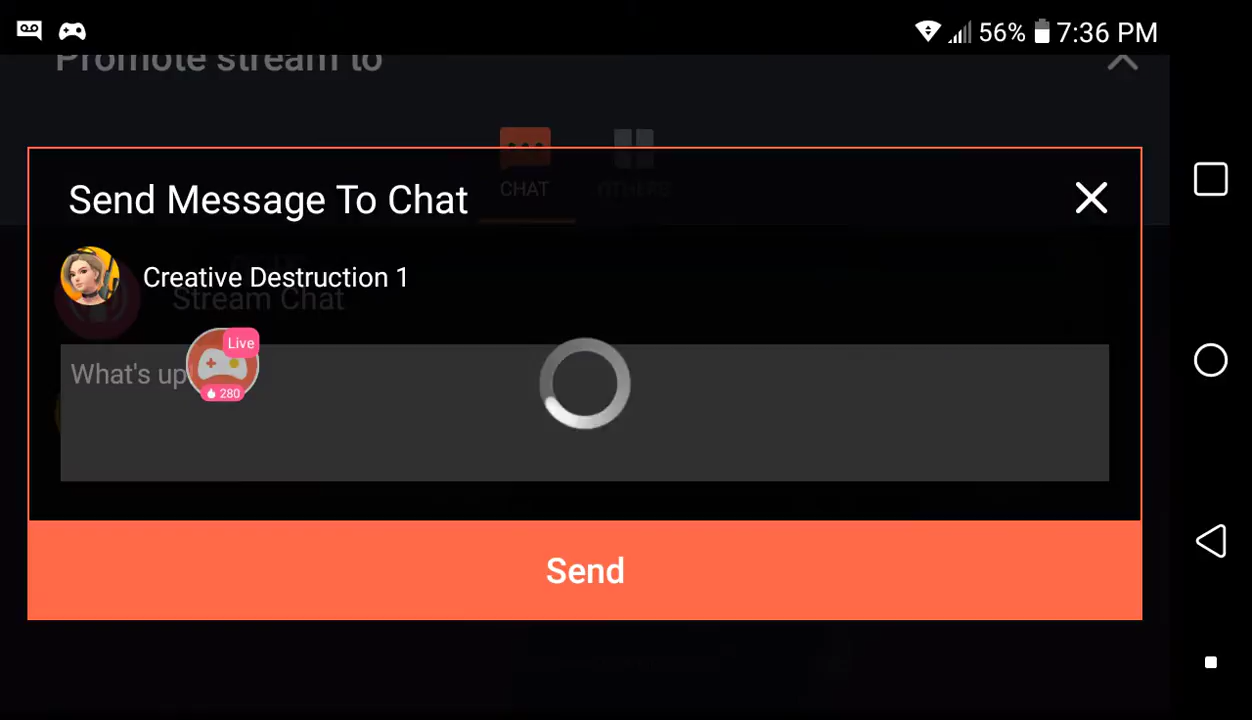 56% 7:36 PM
Promote stream to
CHAT
OTHERS
Send Message To Chat
Creative Destruction 1
Stream Chat
Live
What's up
280
Send